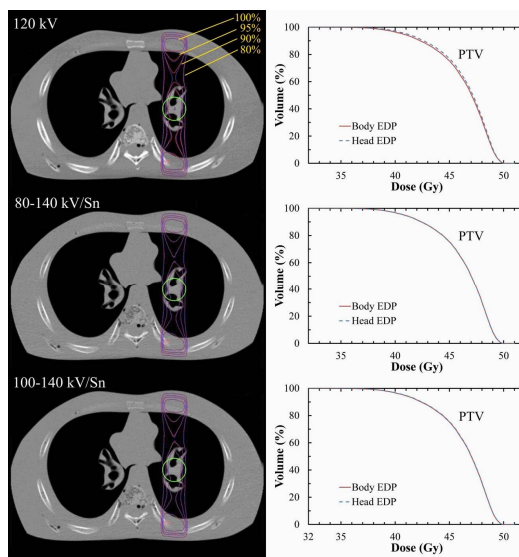 120 kV
100%
95%
90%
80%
100
80
60
40
20
0
Volume (%)
PTV
Body EDP
Head EDP
35 40 45 50
Dose (Gy)
80-140 kV/Sn
100
80
60
40
20
0
Volume (%)
PTV
Body EDP
Head EDP
35 40 45 50
Dose (Gy)
100-140 kV/Sn
100
80
60
40
20
0
Volume (%)
PTV
Body EDP
Head EDP
32 35 40 45 50
Dose (Gy)